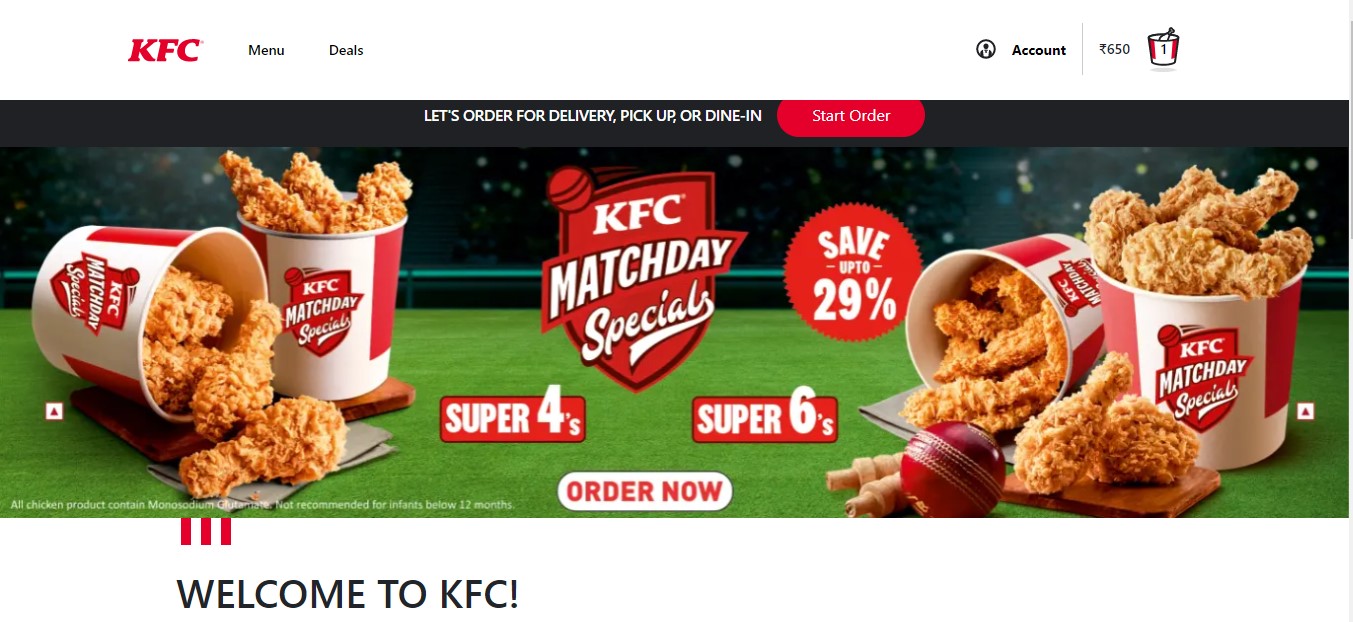 KFC
Menu
Deals
Account
₹650
1
LET'S ORDER FOR DELIVERY, PICK UP, OR DINE-IN
Start Order
KFC
MATCHDAY
Specials
KFC
MATCHDAY
Specials
KFC
MATCHDAY
Specials
SAVE
-UPTO-
29%
KFC
MATCHDAY
KFC
MATCHDAY
Specials
SUPER 4's
SUPER 6's
ORDER NOW
All chicken product contain Monosodium Glutamate. Not recommended for infants below 12 months.
WELCOME TO KFC!